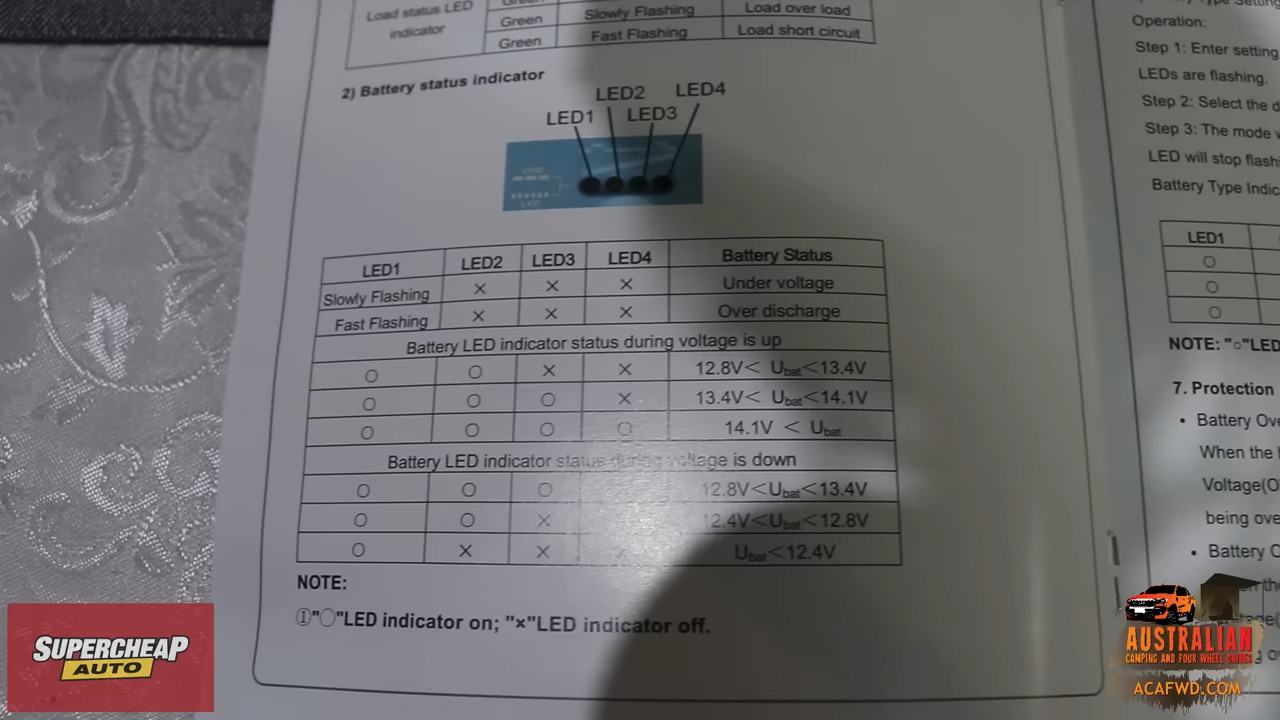 Load status LED
indicator
Green Slowly Flashing Load over load
Green Fast Flashing Load short circuit
2) Battery status indicator
LED1 LED2 LED3 LED4
LED1 LED2 LED3 LED4 Battery Status
Slowly Flashing × × × Under voltage
Fast Flashing × × × Over discharge
Battery LED indicator status during voltage is up
○ ○ × × 12.8V< Ubat<13.4V
○ ○ ○ × 13.4V< Ubat<14.1V
○ ○ ○ ○ 14.1V < Ubat
Battery LED indicator status during voltage is down
○ ○ ○ 12.8V<Ubat<13.4V
○ ○ × 12.4V<Ubat<12.8V
○ × × × Ubat<12.4V
NOTE:
①"○"LED indicator on; "×"LED indicator off.
Operation:
Step 1: Enter setting
LEDs are flashing.
Step 2: Select the
Step 3: The mode
LED will stop
Battery Type
LED1
○
○
○
NOTE: "○"LED
7. Protection
• Battery
When the
being
• Battery
SUPERCHEAP
AUTO
AUSTRALIAN
CAMPING AND FOUR WHEEL DRIVES
ACAFWD.COM